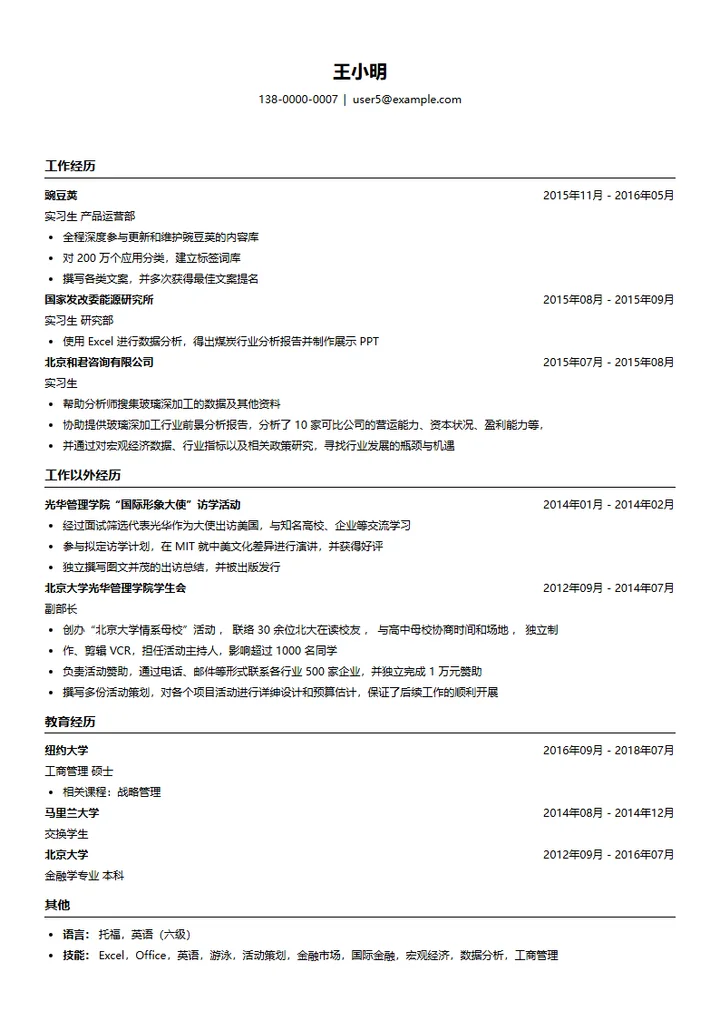 王小明
138-0000-0007 | user5@example.com
工作经历
豌豆荚 2015年11月 - 2016年05月
实习生 产品运营部
• 全程深度参与更新和维护豌豆荚的内容库
• 对 200 万个应用分类，建立标签词库
• 撰写各类文案，并多次获得最佳文案提名
国家发改委能源研究所 2015年08月 - 2015年09月
实习生 研究部
• 使用 Excel 进行数据分析，得出煤炭行业分析报告并制作展示 PPT
北京和君咨询有限公司 2015年07月 - 2015年08月
实习生
• 帮助分析师搜集玻璃深加工的数据及其他资料
• 协助提供玻璃深加工行业前景分析报告，分析了 10 家可比公司的营运能力、资本状况、盈利能力等，
• 并通过对宏观经济数据、行业指标以及相关政策研究，寻找行业发展的瓶颈与机遇
工作以外经历
光华管理学院“国际形象大使”访学活动 2014年01月 - 2014年02月
• 经过面试筛选代表光华作为大使出访美国，与知名高校、企业等交流学习
• 参与拟定访学计划，在 MIT 就中美文化差异进行演讲，并获得好评
• 独立撰写图文并茂的出访总结，并被出版发行
北京大学光华管理学院学生会 2012年09月 - 2014年07月
副部长
• 创办“北京大学情系母校”活动 ， 联络 30 余位北大在读校友 ， 与高中母校协商时间和场地 ， 独立制
• 作、剪辑 VCR，担任活动主持人，影响超过 1000 名同学
• 负责活动赞助，通过电话、邮件等形式联系各行业 500 家企业，并独立完成 1 万元赞助
• 撰写多份活动策划，对各个项目活动进行详细设计和预算估计，保证了后续工作的顺利开展
教育经历
纽约大学 2016年09月 - 2018年07月
工商管理 硕士
• 相关课程：战略管理
马里兰大学 2014年08月 - 2014年12月
交换学生
北京大学 2012年09月 - 2016年07月
金融学专业 本科
其他
• 语言： 托福，英语（六级）
• 技能： Excel，Office，英语，游泳，活动策划，金融市场，国际金融，宏观经济，数据分析，工商管理